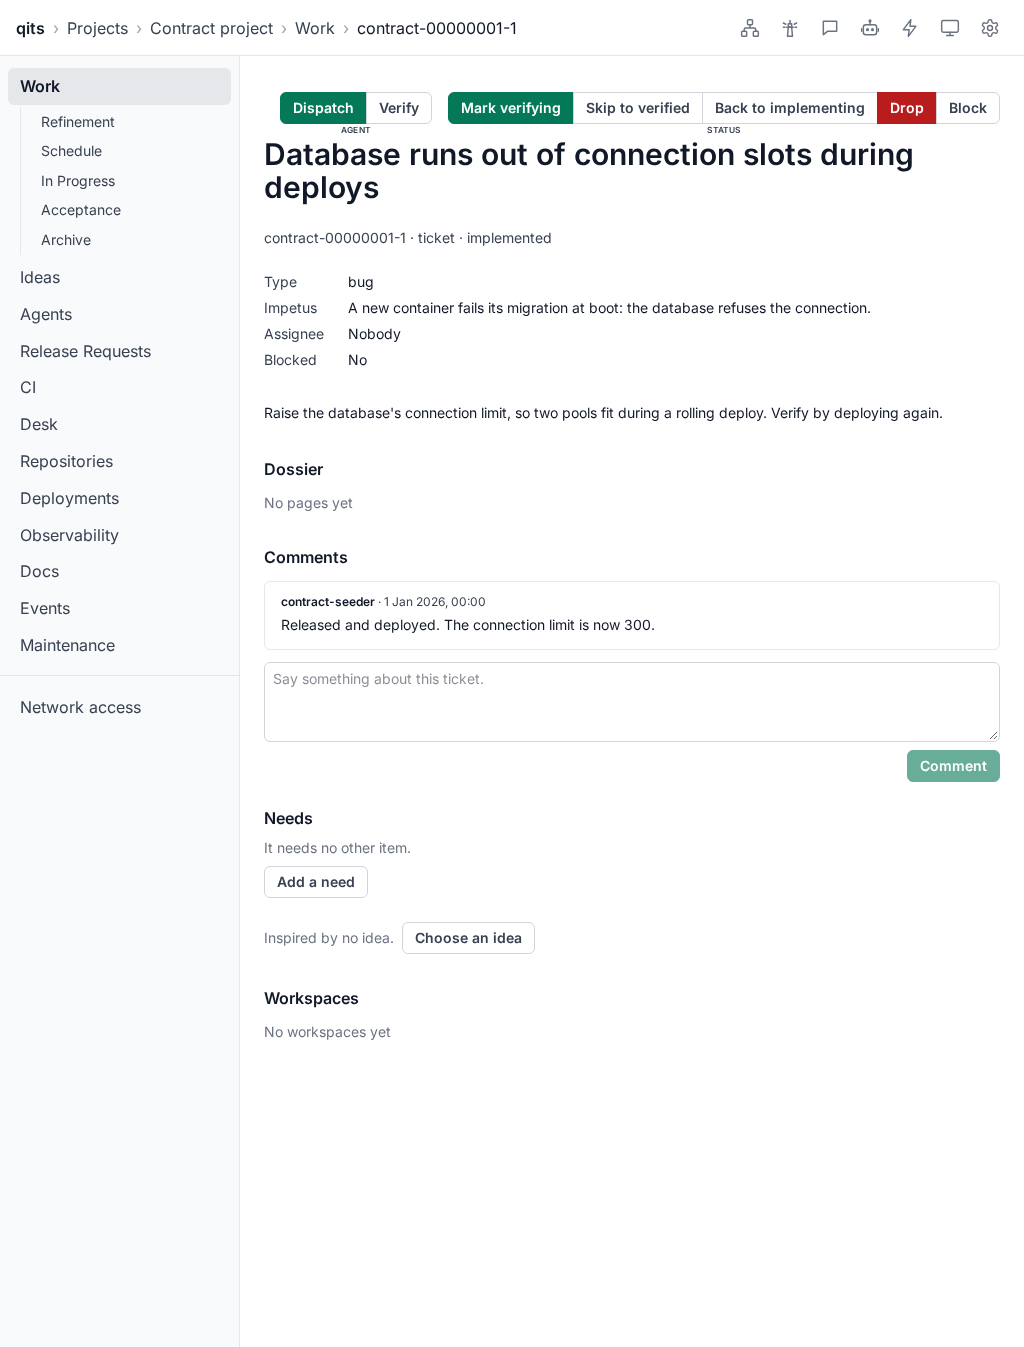 qits › Projects › Contract project › Work › contract-00000001-1
Work
Refinement
Schedule
In Progress
Acceptance
Archive
Ideas
Agents
Release Requests
CI
Desk
Repositories
Deployments
Observability
Docs
Events
Maintenance
Network access
Dispatch Verify Mark verifying Skip to verified Back to implementing Drop Block
AGENT STATUS
Database runs out of connection slots during
deploys
contract-00000001-1 · ticket · implemented
Type bug
Impetus A new container fails its migration at boot: the database refuses the connection.
Assignee Nobody
Blocked No
Raise the database's connection limit, so two pools fit during a rolling deploy. Verify by deploying again.
Dossier
No pages yet
Comments
contract-seeder · 1 Jan 2026, 00:00
Released and deployed. The connection limit is now 300.
Say something about this ticket.
Comment
Needs
It needs no other item.
Add a need
Inspired by no idea. Choose an idea
Workspaces
No workspaces yet